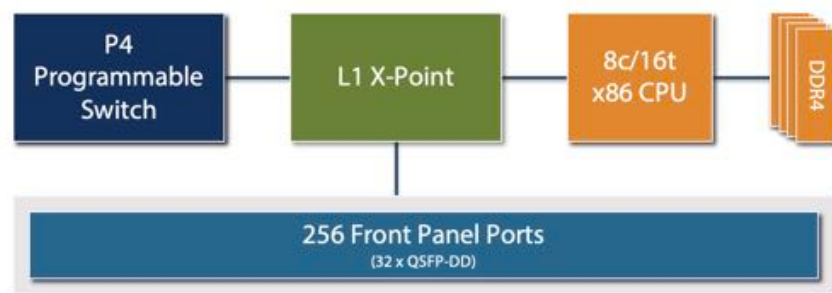 P4
Programmable
Switch
L1 X-Point
8c/16t
x86 CPU
DDR4
256 Front Panel Ports
(32 x QSFP-DD)